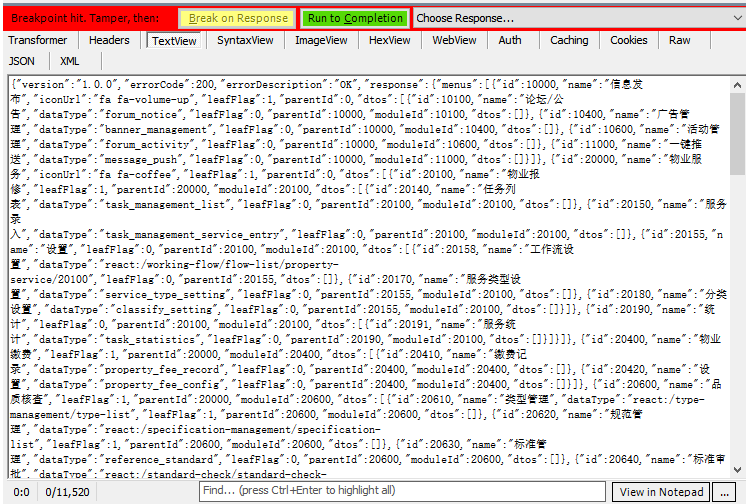 Breakpoint hit. Tamper, then: Break on Response Run to Completion Choose Response...
Transformer Headers TextView SyntaxView ImageView HexView WebView Auth Caching Cookies Raw
JSON XML
{"version":"1.0.0","errorCode":200,"errorDescription":"OK","response":{"menus":[{"id":10000,"name":"信息发
布","iconUrl":"fa fa-volume-up","leafFlag":1,"parentId":0,"dtos":[{"id":10100,"name":"论坛/公
告","dataType":"forum_notice","leafFlag":0,"parentId":10000,"moduleId":10100,"dtos":[]},{"id":10400,"name":"广告管
理","dataType":"banner_management","leafFlag":0,"parentId":10000,"moduleId":10400,"dtos":[]},{"id":10600,"name":"活动管
理","dataType":"forum_activity","leafFlag":0,"parentId":10000,"moduleId":10600,"dtos":[]},{"id":11000,"name":"一键推
送","dataType":"message_push","leafFlag":0,"parentId":10000,"moduleId":11000,"dtos":[]}]},{"id":20000,"name":"物业服
务","iconUrl":"fa fa-coffee","leafFlag":1,"parentId":0,"dtos":[{"id":20100,"name":"物业报
修","leafFlag":1,"parentId":20000,"moduleId":20100,"dtos":[{"id":20140,"name":"任务列
表","dataType":"task_management_list","leafFlag":0,"parentId":20100,"moduleId":20100,"dtos":[]},{"id":20150,"name":"服务
录
入","dataType":"task_management_service_entry","leafFlag":0,"parentId":20100,"moduleId":20100,"dtos":[]},{"id":20155,"n
ame":"设置","leafFlag":0,"parentId":20100,"moduleId":20100,"dtos":[{"id":20158,"name":"工作流设
置","dataType":"react:/working-flow/flow-list/property-
service/20100","leafFlag":0,"parentId":20155,"dtos":[]},{"id":20170,"name":"服务类型设
置","dataType":"service_type_setting","leafFlag":0,"parentId":20155,"moduleId":20100,"dtos":[]},{"id":20180,"name":"分类
设置","dataType":"classify_setting","leafFlag":0,"parentId":20155,"moduleId":20100,"dtos":[]}]},{"id":20190,"name":"统
计","leafFlag":0,"parentId":20100,"moduleId":20100,"dtos":[{"id":20191,"name":"服务统
计","dataType":"task_statistics","leafFlag":0,"parentId":20190,"moduleId":20100,"dtos":[]}]}]},{"id":20400,"name":"物业
缴费","leafFlag":1,"parentId":20000,"moduleId":20400,"dtos":[{"id":20410,"name":"缴费记
录","dataType":"property_fee_record","leafFlag":0,"parentId":20400,"moduleId":20400,"dtos":[]},{"id":20420,"name":"设
置","dataType":"property_fee_config","leafFlag":0,"parentId":20400,"moduleId":20400,"dtos":[]}]},{"id":20600,"name":"品
质核查","leafFlag":1,"parentId":20000,"moduleId":20600,"dtos":[{"id":20610,"name":"类型管理","dataType":"react:/type-
management/type-list","leafFlag":1,"parentId":20600,"moduleId":20600,"dtos":[]},{"id":20620,"name":"规范管
理","dataType":"react:/specification-management/specification-
list","leafFlag":1,"parentId":20600,"moduleId":20600,"dtos":[]},{"id":20630,"name":"标准管
理","dataType":"reference_standard","leafFlag":0,"parentId":20600,"moduleId":20600,"dtos":[]},{"id":20640,"name":"标准审
批","dataType":"react:/standard-check/standard-check-
0:0 0/11,520 Find... (press Ctrl+Enter to highlight all) View in Notepad ...